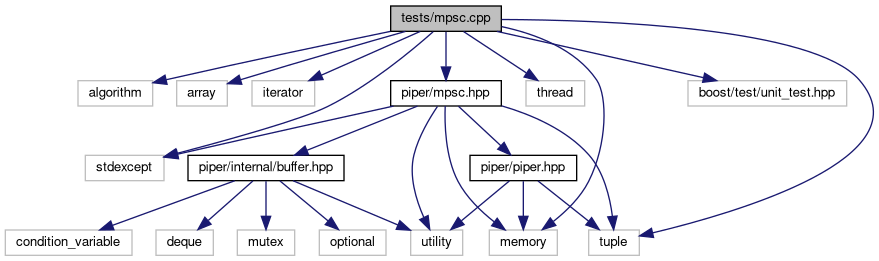 tests/mpsc.cpp
algorithm
array
iterator
piper/mpsc.hpp
thread
boost/test/unit_test.hpp
stdexcept
piper/internal/buffer.hpp
piper/piper.hpp
condition_variable
deque
mutex
optional
utility
memory
tuple